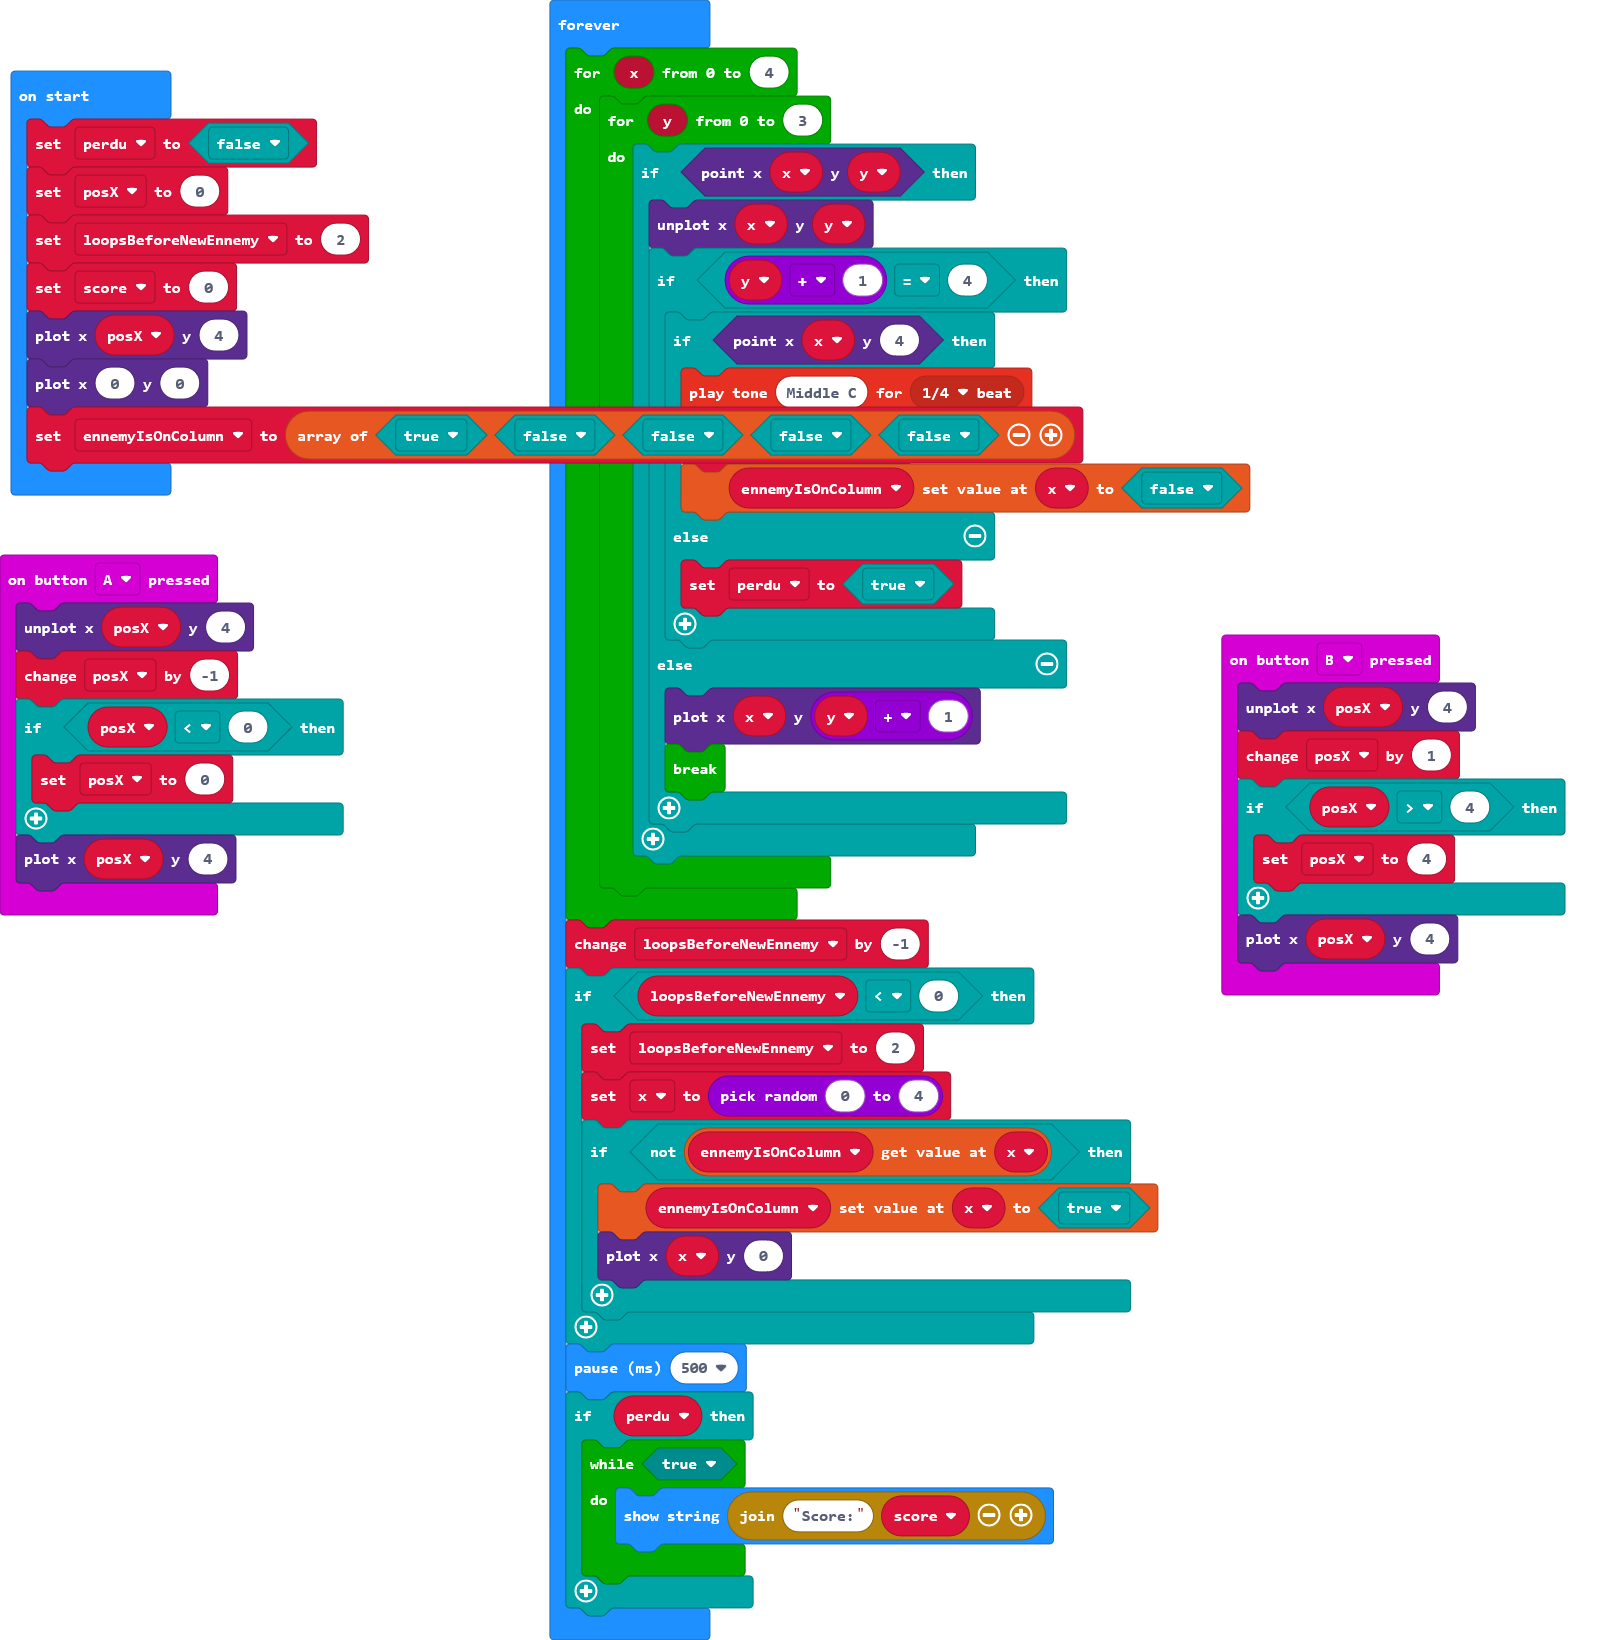 on start
set perdu to false
set posX to 0
set loopsBeforeNewEnnemy to 2
set score to 0
plot x posX y 4
plot x 0 y 0
set ennemyIsOnColumn to array of true false false false false
on button A pressed
unplot x posX y 4
change posX by -1
if posX < 0 then
set posX to 0
plot x posX y 4
forever
for x from 0 to 4
do
for y from 0 to 3
do
if point x x y y then
unplot x x y y
if y + 1 = 4 then
if point x x y 4 then
play tone Middle C for 1/4 beat
ennemyIsOnColumn set value at x to false
else
set perdu to true
else
plot x x y y + 1
break
change loopsBeforeNewEnnemy by -1
if loopsBeforeNewEnnemy < 0 then
set loopsBeforeNewEnnemy to 2
set x to pick random 0 to 4
if not ennemyIsOnColumn get value at x then
ennemyIsOnColumn set value at x to true
plot x x y 0
pause (ms) 500
if perdu then
while true
do
show string join "Score:" score
on button B pressed
unplot x posX y 4
change posX by 1
if posX > 4 then
set posX to 4
plot x posX y 4